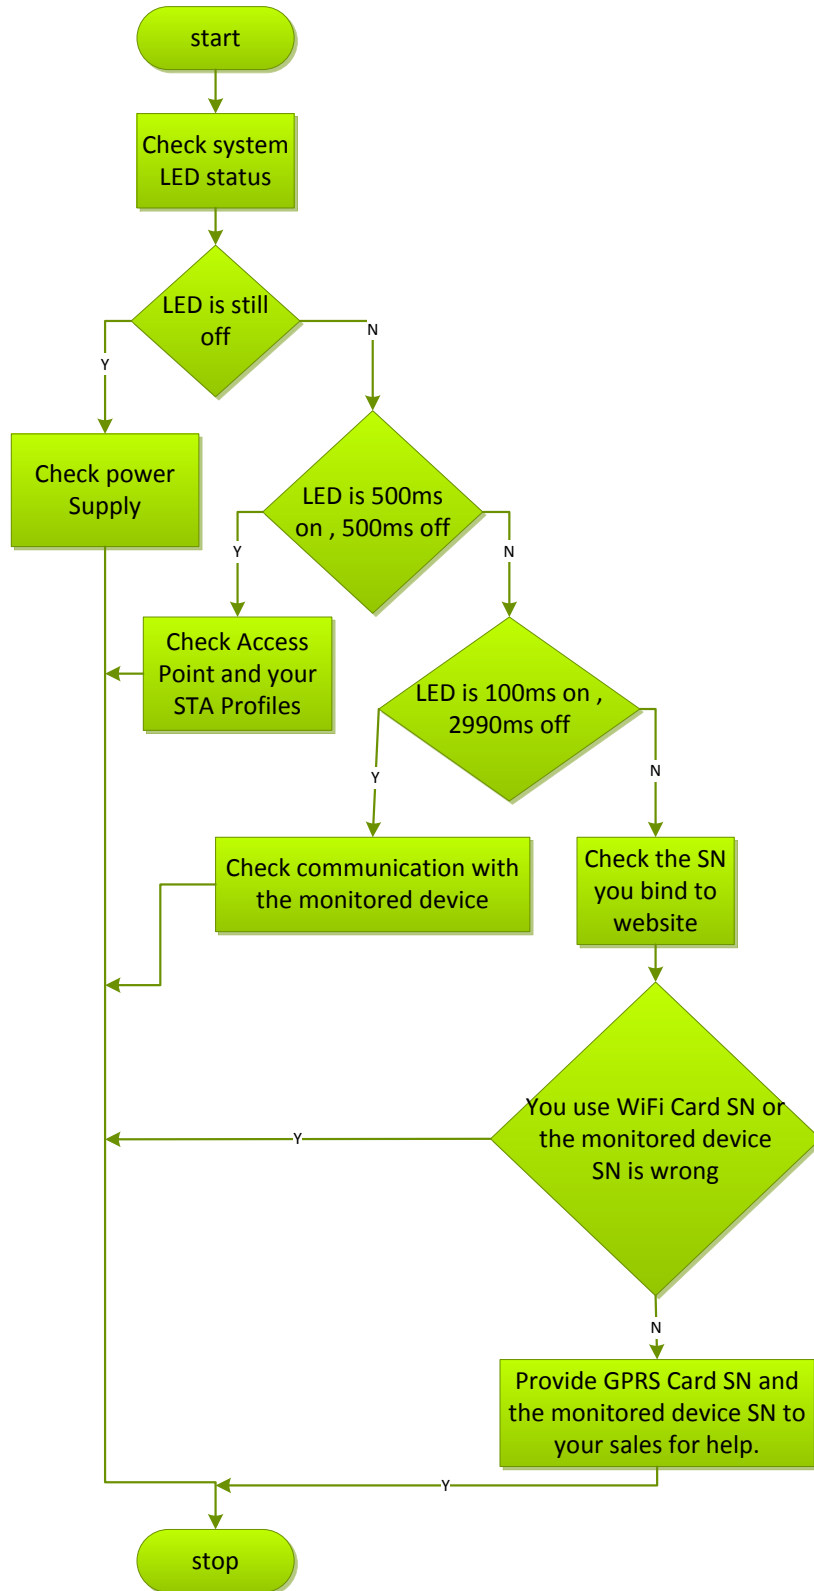 start
Check system
LED status
LED is still
off
N
Y
Check power
Supply
LED is 500ms
on , 500ms off
Y
N
Check Access
Point and your
STA Profiles
LED is 100ms on ,
2990ms off
Y
N
Check communication with
the monitored device
Check the SN
you bind to
website
You use WiFi Card SN or
the monitored device
SN is wrong
Y
N
Provide GPRS Card SN and
the monitored device SN to
your sales for help.
Y
stop